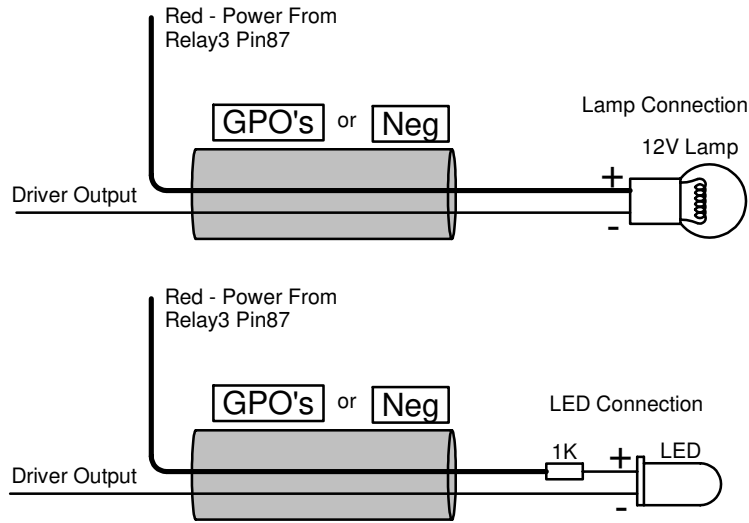 Red - Power From
Relay3 Pin87
GPO's or Neg
Lamp Connection
12V Lamp
Driver Output
+
-
Red - Power From
Relay3 Pin87
GPO's or Neg
LED Connection
1K + LED
Driver Output
-